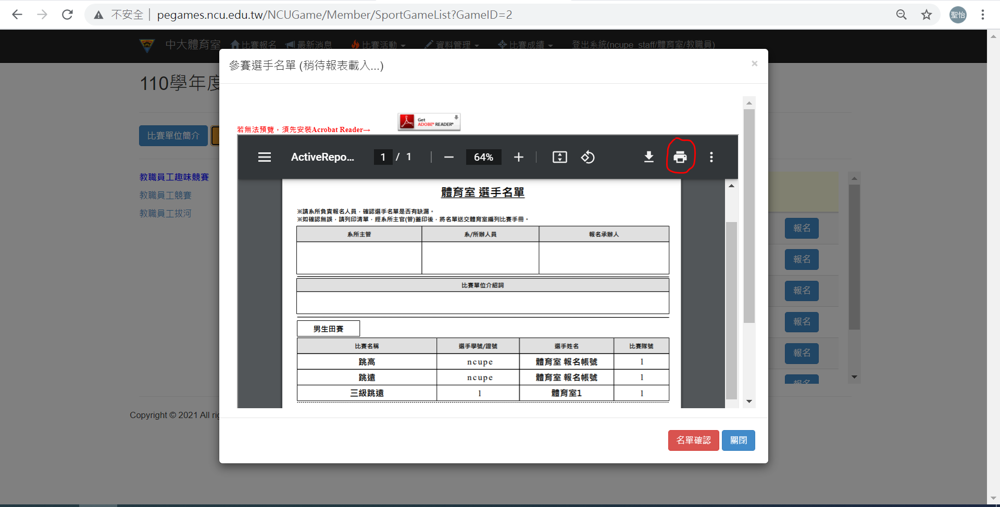 不安全 pegames.ncu.edu.tw/NCUGame/Member/SportGameList?GameID=2 聖怡
中大體育室 比賽報名 最新消息 比賽活動 資料管理 比賽成績 登出系統(ncupe_staff/體育室/教職員)
參賽選手名單 (稍待報表載入...) ×
110學年度
若無法預覽，須先安裝Acrobat Reader→
Get
ADOBE® READER®
比賽單位簡介
ActiveRepo... 1 / 1 64%
教職員工趣味競賽
教職員工競賽
教職員工拔河
體育室 選手名單
※請系所負責報名人員，確認選手名單是否有缺漏。
※如確認無誤，請列印清單，經系所主官(管)蓋印後，將名單送交體育室編列比賽手冊。
系所主管 系/所辦人員 報名承辦人
比賽單位介紹詞
男生田賽
比賽名稱 選手學號/證號 選手姓名 比賽隊號
跳高 ncupe 體育室 報名帳號 1
跳遠 ncupe 體育室 報名帳號 1
三級跳遠 1 體育室1 1
報名
報名
報名
報名
報名
報名
Copyright © 2021 All rig
名單確認 關閉